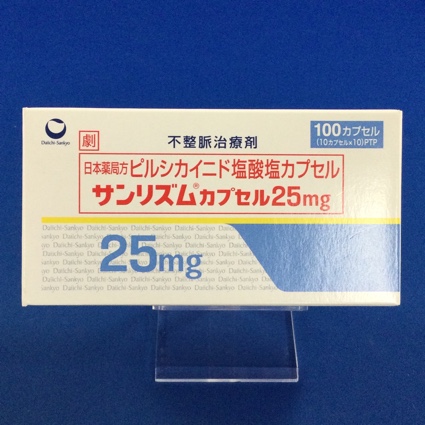 Daiichi-Sankyo
劇
不整脈治療剤
100カプセル
(10カプセル×10)PTP
日本薬局方ピルシカイニド塩酸塩カプセル
サンリズム®カプセル25mg
25mg